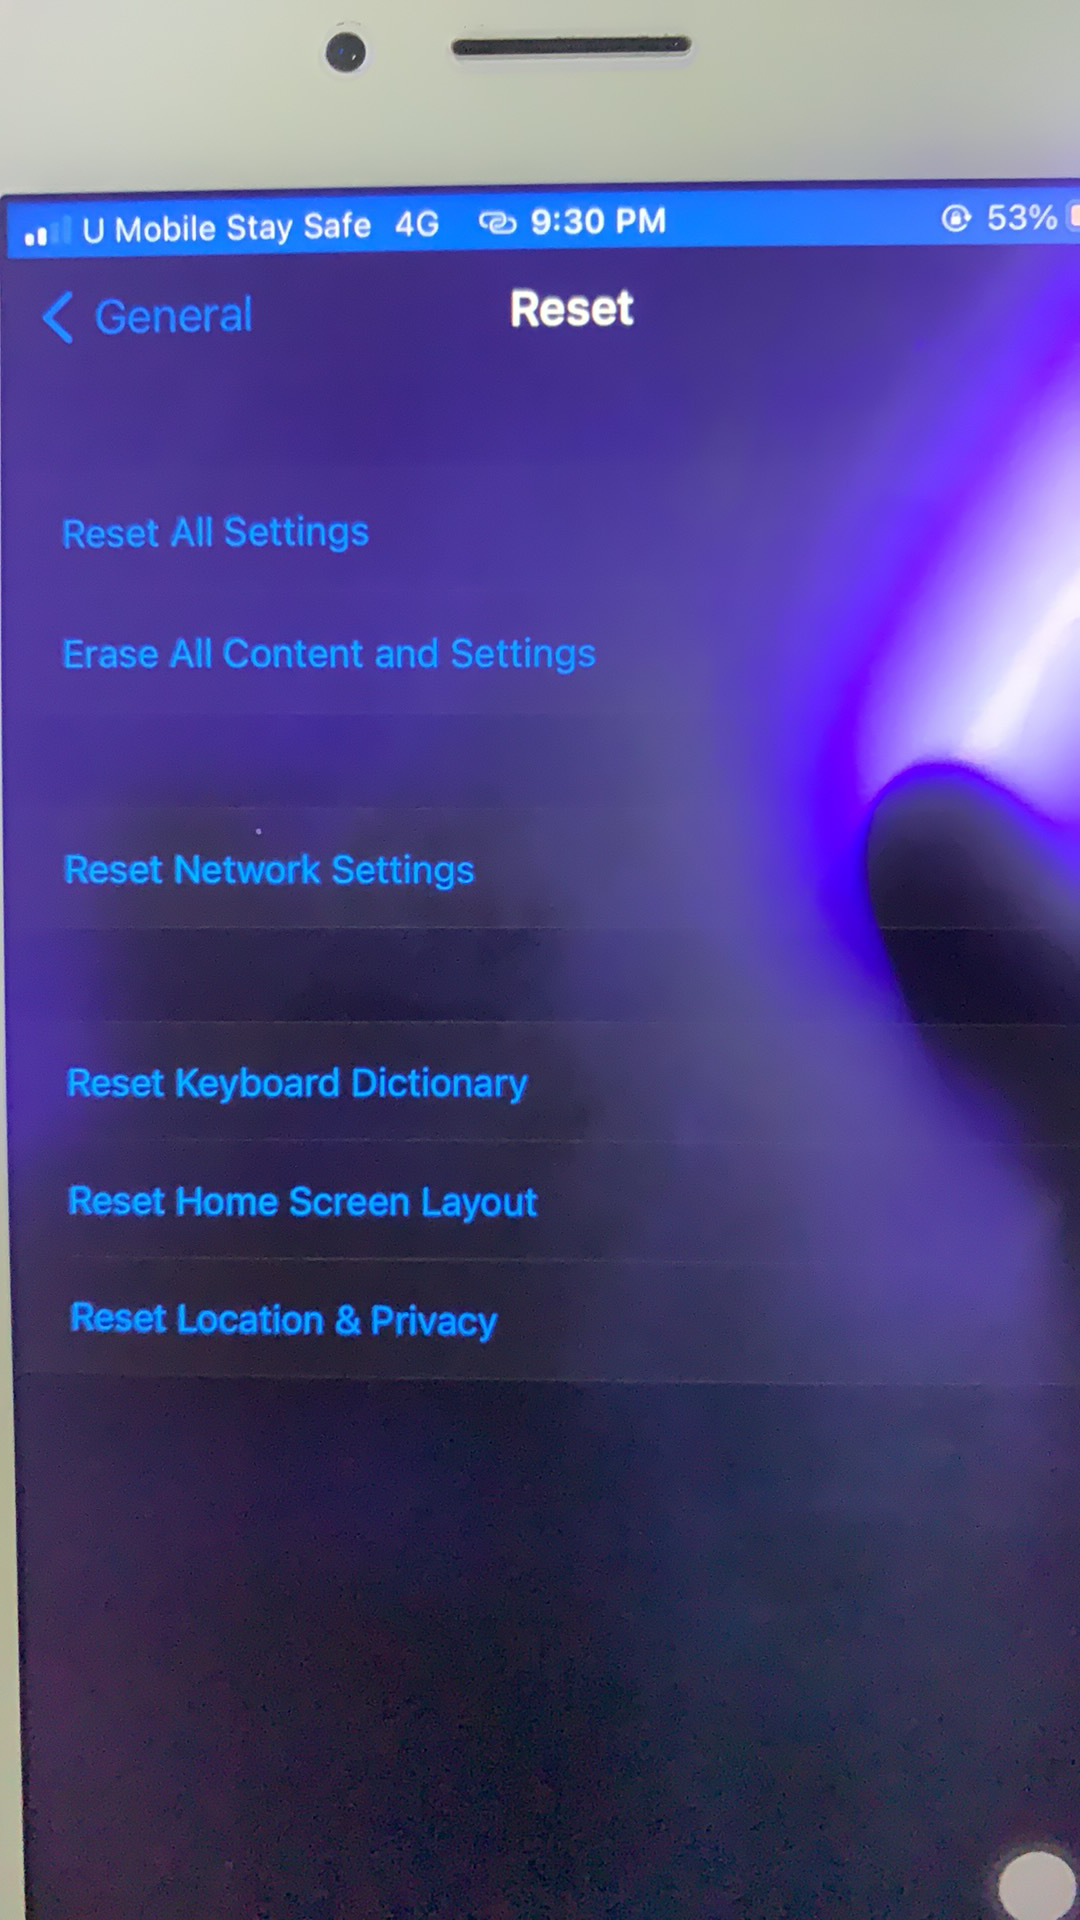 U Mobile Stay Safe 4G 9:30 PM 53%
General Reset
Reset All Settings
Erase All Content and Settings
Reset Network Settings
Reset Keyboard Dictionary
Reset Home Screen Layout
Reset Location & Privacy